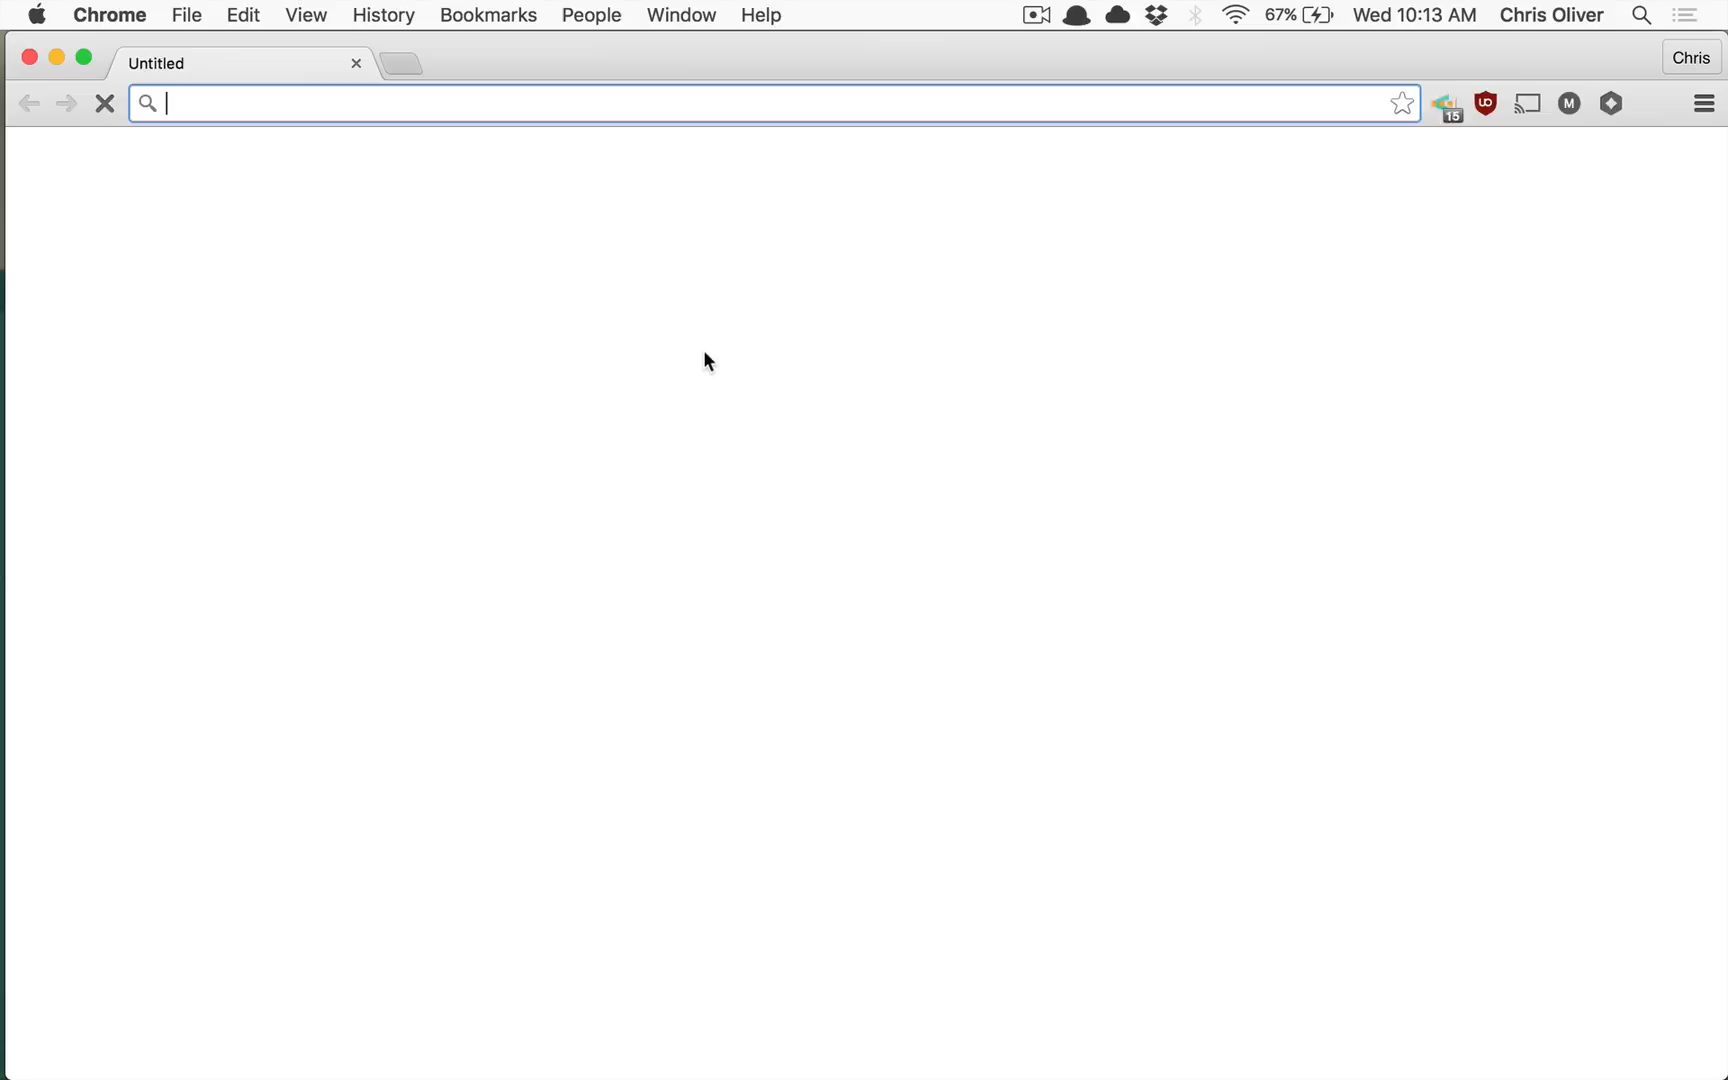 Chrome File Edit View History Bookmarks People Window Help 67% Wed 10:13 AM Chris Oliver
Untitled Chris
15 UO M